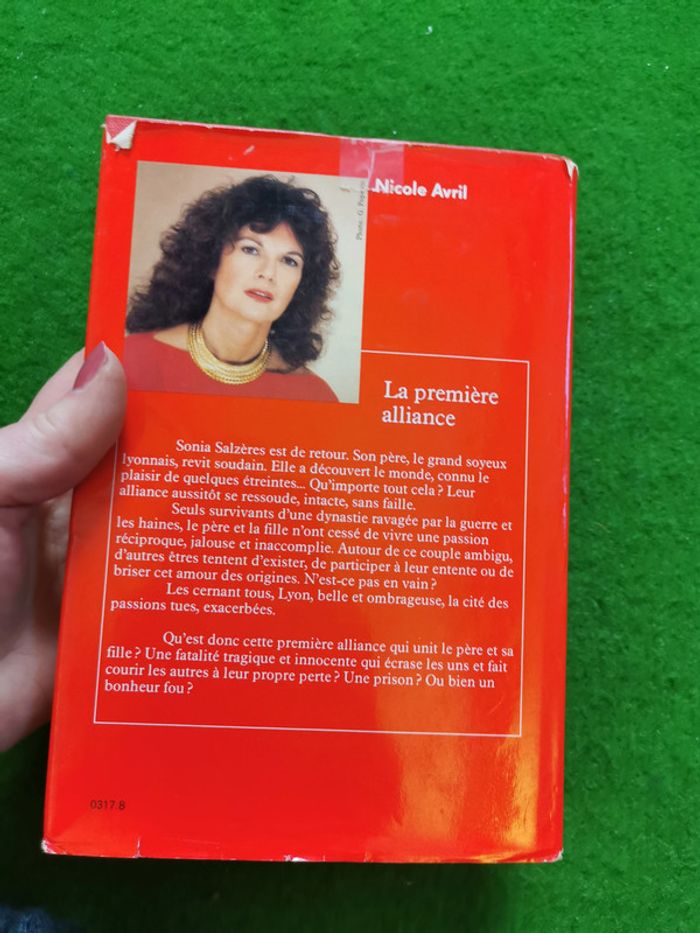 Nicole Avril
Photo : G.
La première
alliance
Sonia Salzères est de retour. Son père, le grand soyeux
lyonnais, revit soudain. Elle a découvert le monde, connu le
plaisir de quelques étreintes... Qu'importe tout cela ? Leur
alliance aussitôt se ressoude, intacte, sans faille.
Seuls survivants d'une dynastie ravagée par la guerre et
les haines, le père et la fille n'ont cessé de vivre une passion
réciproque, jalouse et inaccomplie. Autour de ce couple ambigu,
d'autres êtres tentent d'exister, de participer à leur entente ou de
briser cet amour des origines. N'est-ce pas en vain ?
Les cernant tous, Lyon, belle et ombrageuse, la cité des
passions tues, exacerbées.
Qu'est donc cette première alliance qui unit le père et sa
fille ? Une fatalité tragique et innocente qui écrase les uns et fait
courir les autres à leur propre perte ? Une prison ? Ou bien un
bonheur fou ?
0317.8